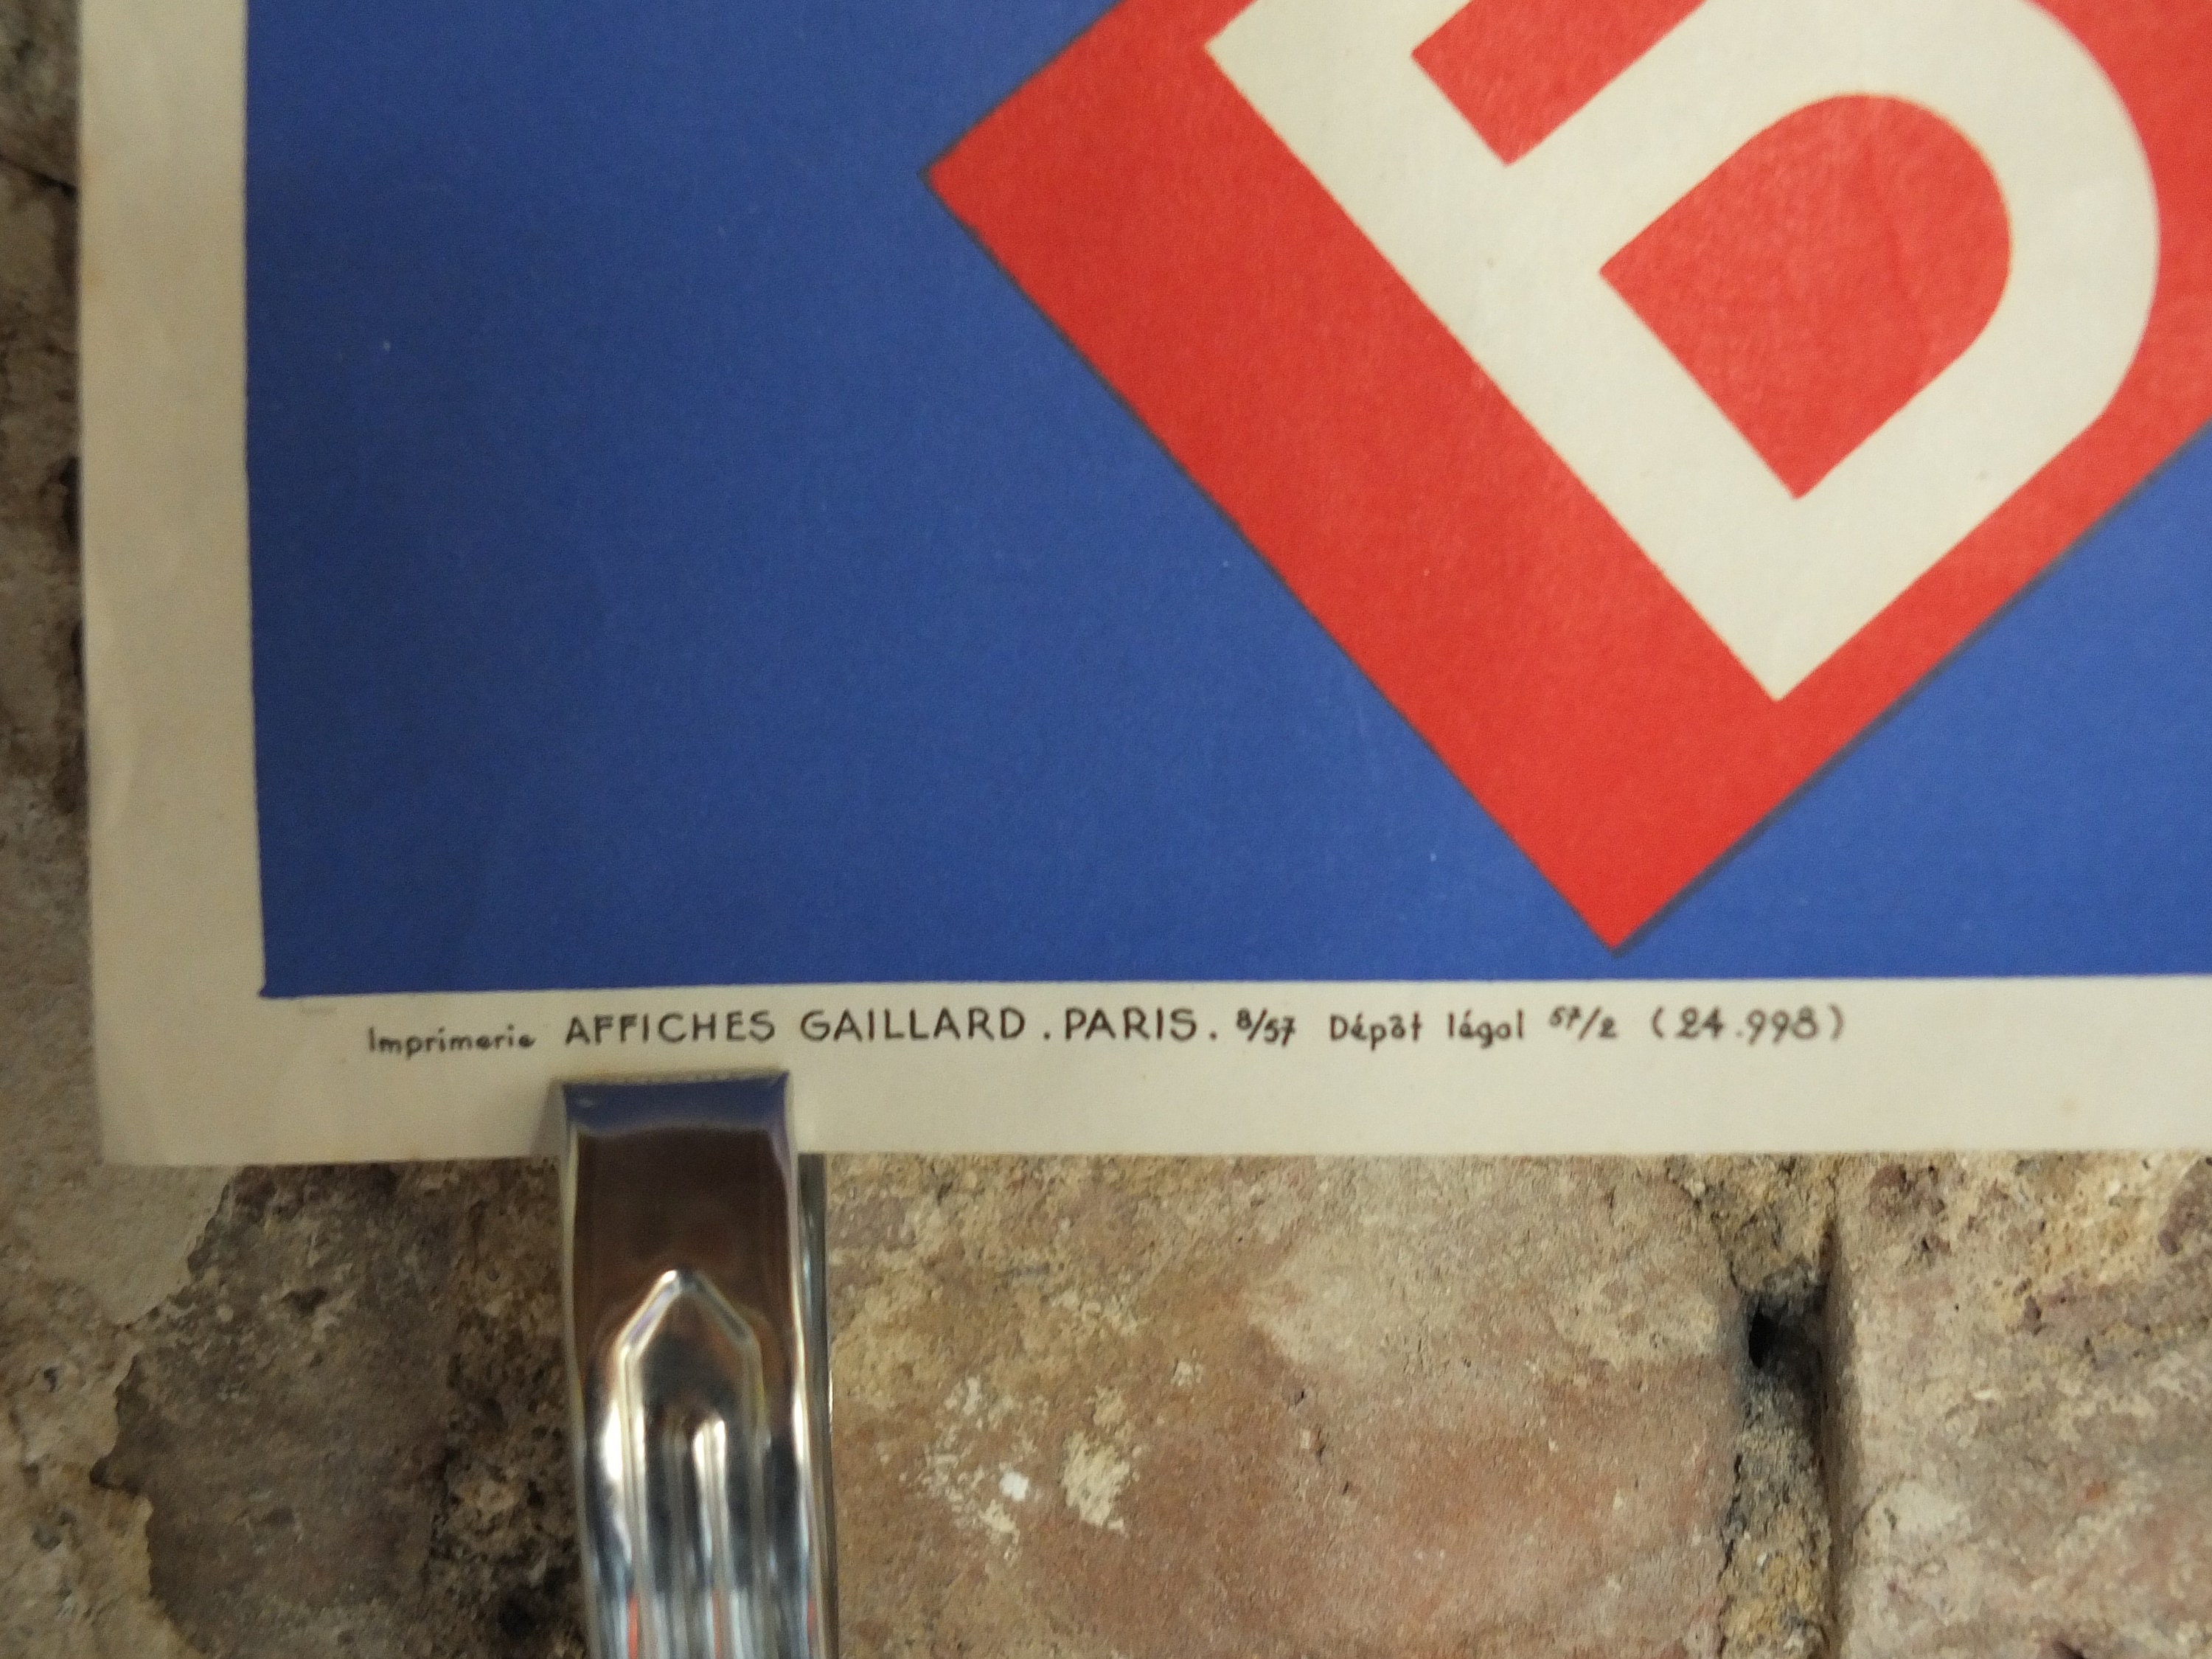 B
Imprimerie AFFICHES GAILLARD . PARIS . 8/57 Dépôt légal 57/2 (24.998)